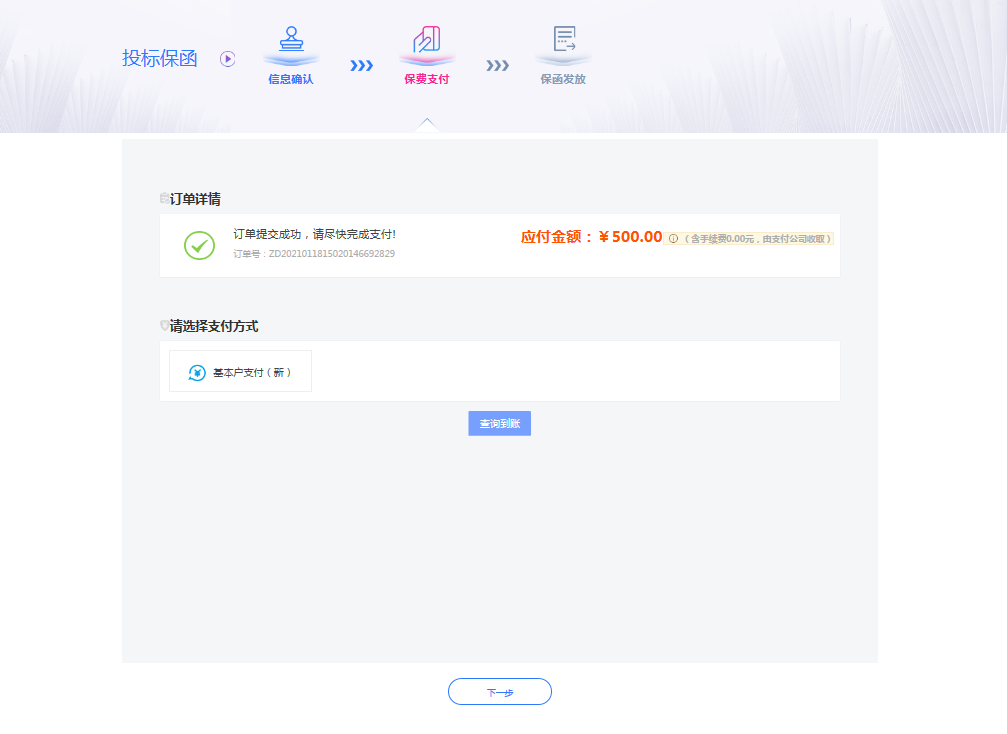 投标保函
信息确认
保费支付
保函发放
订单详情
订单提交成功，请尽快完成支付!
订单号：ZD2021011815020146692829
应付金额：￥500.00
（含手续费0.00元，由支付公司收取）
请选择支付方式
基本户支付（新）
查询到账
下一步